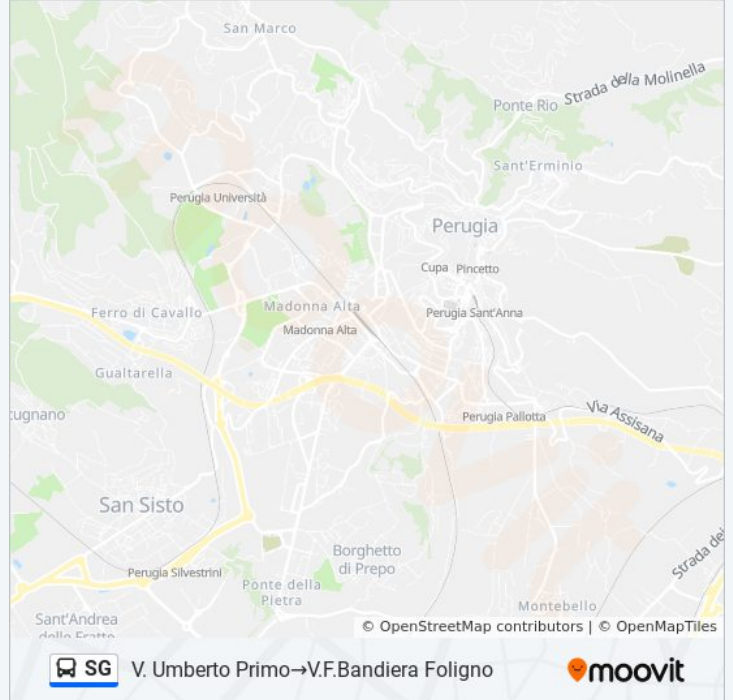 San Marco
Strada della Molinella
Ponte Rio
Sant'Erminio
Perugia Università
Perugia
Cupa
Pincetto
Ferro di Cavallo
Madonna Alta
Perugia Sant'Anna
Madonna Alta
Gualtarella
cugnano
Perugia Pallotta
Via Assisana
San Sisto
Strada dei
Borghetto
di Prepo
Perugia Silvestrini
Ponte della
Pietra
Montebello
Sant'Andrea
delle Fratte
© OpenStreetMap contributors | © OpenMapTiles
SG
V. Umberto Primo→V.F.Bandiera Foligno
moovit